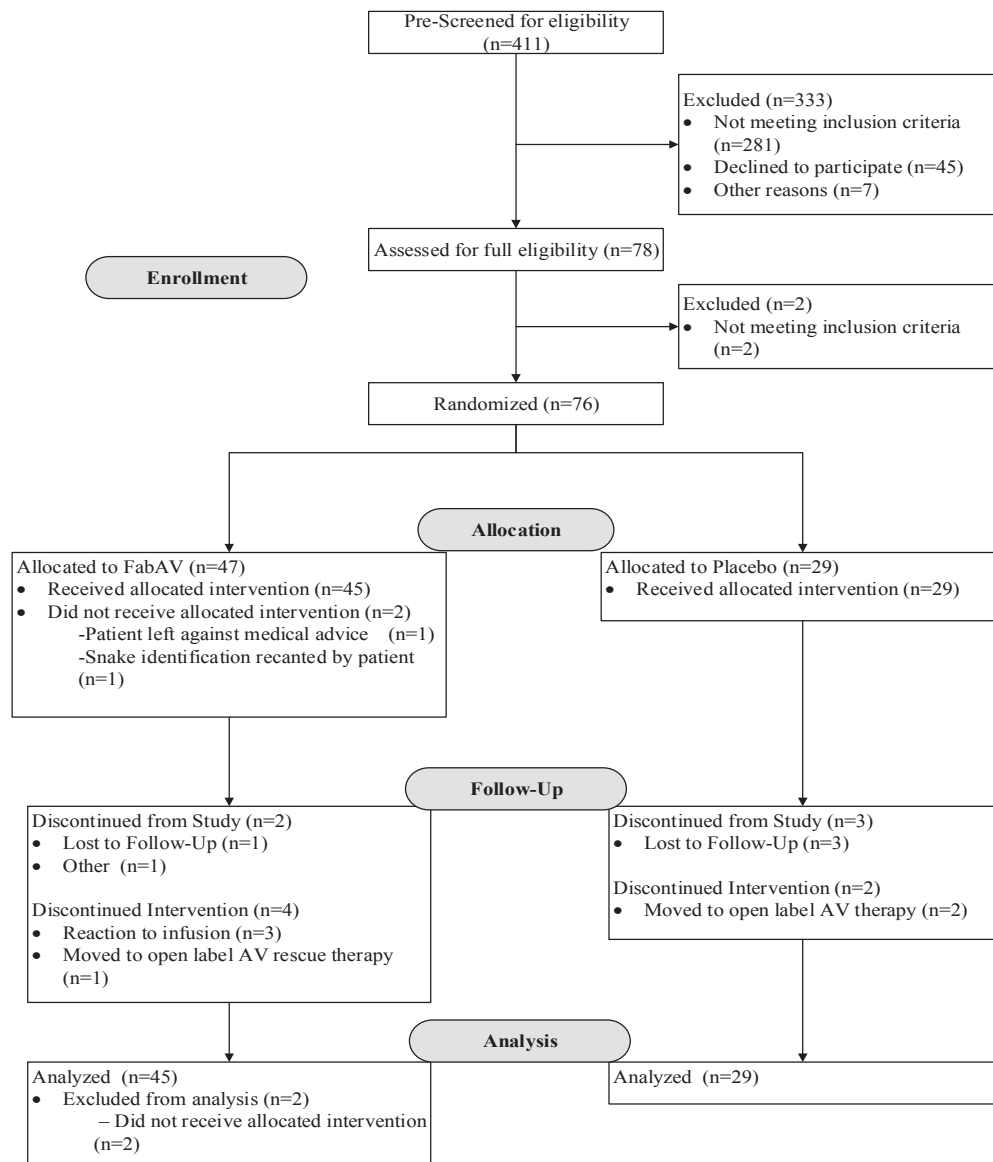 Pre-Screened for eligibility
(n=411)
Excluded (n=333)
• Not meeting inclusion criteria
(n=281)
• Declined to participate (n=45)
• Other reasons (n=7)
Assessed for full eligibility (n=78)
Enrollment
Excluded (n=2)
• Not meeting inclusion criteria
(n=2)
Randomized (n=76)
Allocation
Allocated to FabAV (n=47)
• Received allocated intervention (n=45)
• Did not receive allocated intervention (n=2)
-Patient left against medical advice (n=1)
-Snake identification recanted by patient
(n=1)
Allocated to Placebo (n=29)
• Received allocated intervention (n=29)
Follow-Up
Discontinued from Study (n=2)
• Lost to Follow-Up (n=1)
• Other (n=1)
Discontinued Intervention (n=4)
• Reaction to infusion (n=3)
• Moved to open label AV rescue therapy
(n=1)
Discontinued from Study (n=3)
• Lost to Follow-Up (n=3)
Discontinued Intervention (n=2)
• Moved to open label AV therapy (n=2)
Analysis
Analyzed (n=45)
• Excluded from analysis (n=2)
– Did not receive allocated intervention
(n=2)
Analyzed (n=29)